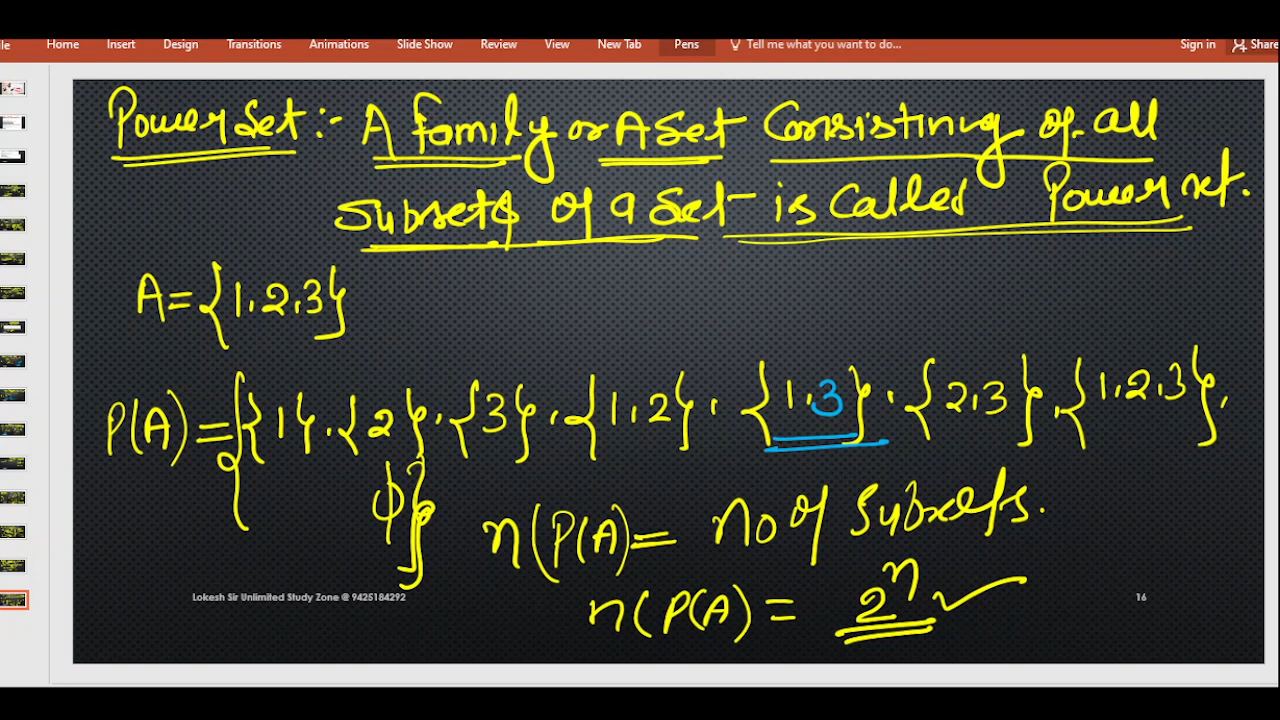 File Home Insert Design Transitions Animations Slide Show Review View New Tab Pens Tell me what you want to do... Sign in Share
Power Set :- A Family or A Set Consisting of all
Subsets of a Set is Called Power set.
A = {1, 2, 3}
P(A) = {{1}, {2}, {3}, {1, 2}, {1, 3}, {2, 3}, {1, 2, 3},
φ}
n(P(A) = no of Subsets.
n(P(A) = 2ⁿ
Lokesh Sir Unlimited Study Zone @ 9425184292
16